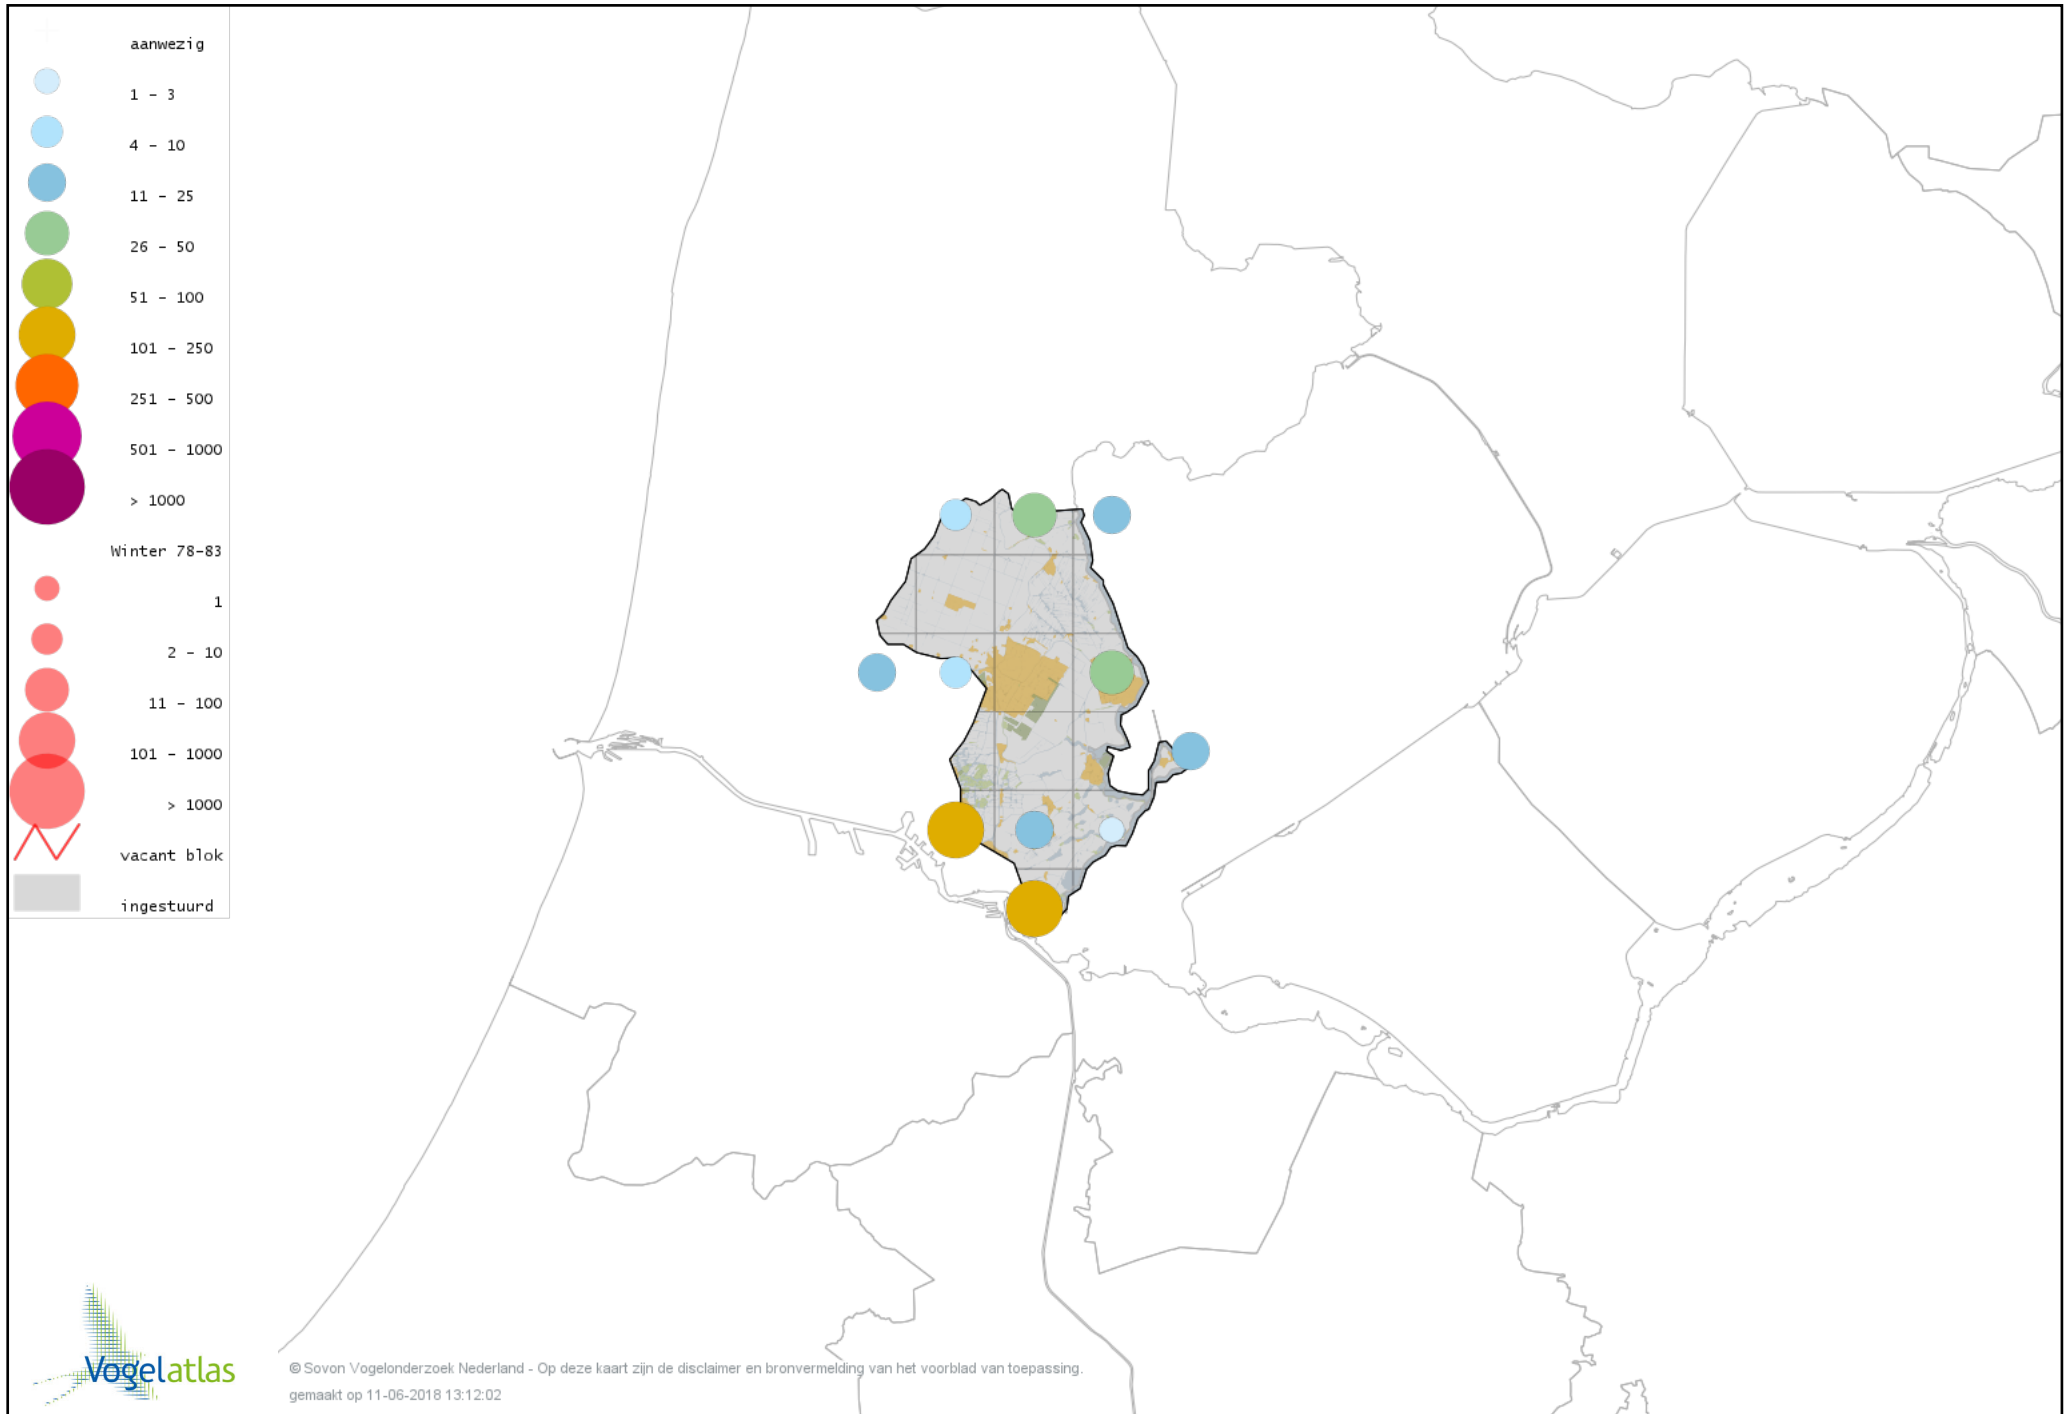 aanwezig
1 - 3
4 - 10
11 - 25
26 - 50
51 - 100
101 - 250
251 - 500
501 - 1000
> 1000
Winter 78-83
1
2 - 10
11 - 100
101 - 1000
> 1000
vacant blok
ingestuurd
Vogelatlas
© Sovon Vogelonderzoek Nederland - Op deze kaart zijn de disclaimer en bronvermelding van het voorblad van toepassing.
gemaakt op 11-06-2018 13:12:02